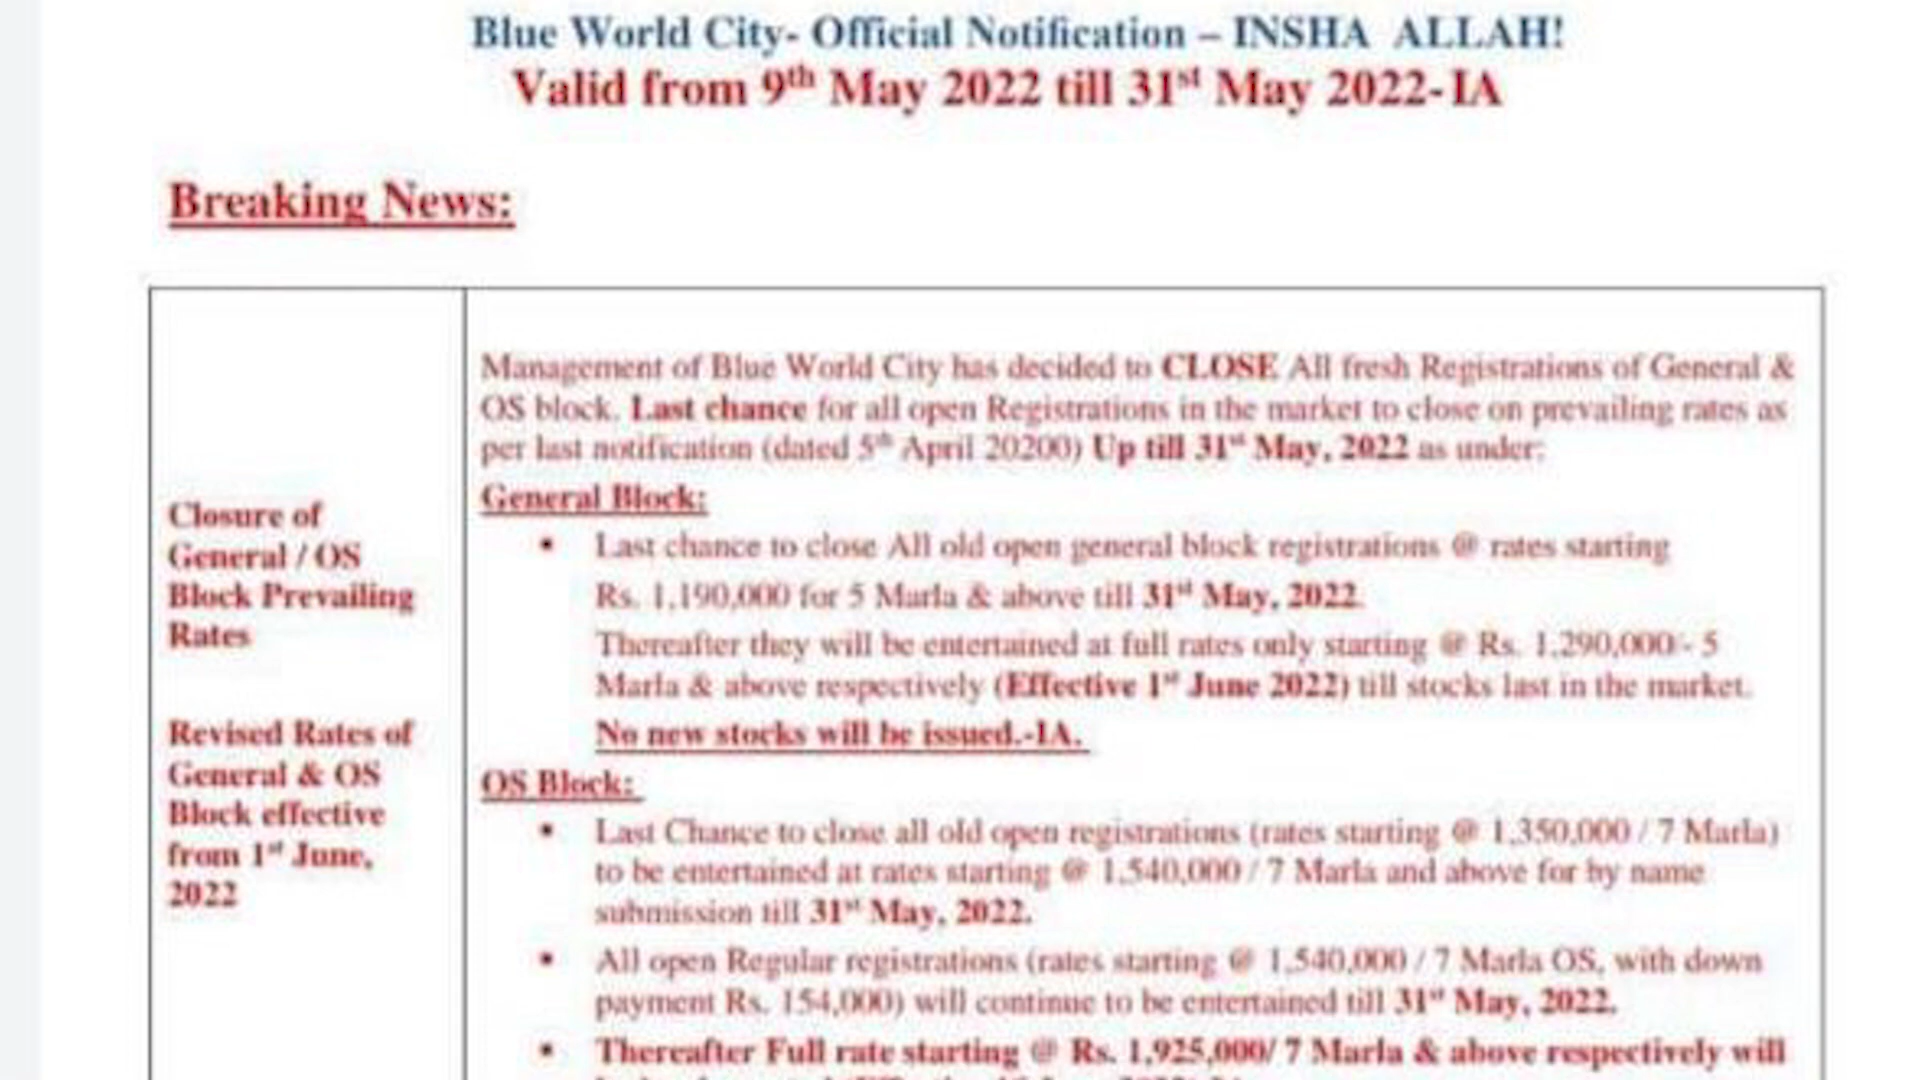 Blue World City- Official Notification – INSHA ALLAH!
Valid from 9th May 2022 till 31st May 2022-IA
Breaking News:
Closure of
General / OS
Block Prevailing
Rates
Revised Rates of
General & OS
Block effective
from 1st June,
2022
Management of Blue World City has decided to CLOSE All fresh Registrations of General &
OS block. Last chance for all open Registrations in the market to close on prevailing rates as
per last notification (dated 5th April 20200) Up till 31st May, 2022 as under:
General Block:
▪ Last chance to close All old open general block registrations @ rates starting
Rs. 1,190,000 for 5 Marla & above till 31st May, 2022.
Thereafter they will be entertained at full rates only starting @ Rs. 1,290,000/- 5
Marla & above respectively (Effective 1st June 2022) till stocks last in the market.
No new stocks will be issued.-IA.
OS Block:
▪ Last Chance to close all old open registrations (rates starting @ 1,350,000 / 7 Marla)
to be entertained at rates starting @ 1,540,000 / 7 Marla and above for by name
submission till 31st May, 2022.
▪ All open Regular registrations (rates starting @ 1,540,000 / 7 Marla OS, with down
payment Rs. 154,000) will continue to be entertained till 31st May, 2022.
▪ Thereafter Full rate starting @ Rs. 1,925,000/ 7 Marla & above respectively will